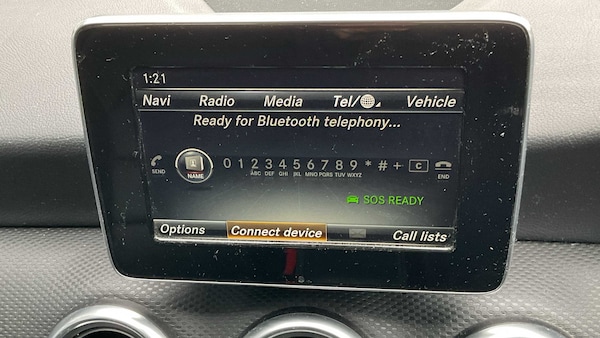 1:21
Navi Radio Media Tel/ Vehicle
Ready for Bluetooth telephony...
0 1 2 3 4 5 6 7 8 9 * # + C
ABC DEF GHI JKL MNO PQRS TUV WXYZ
SEND NAME END
SOS READY
Options Connect device Call lists